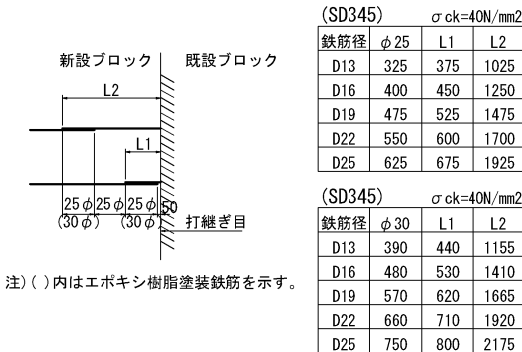 新設ブロック
既設ブロック
L2
L1
25φ 25φ 25φ 50
(30φ) (30φ)
打継ぎ目
注)( )内はエポキシ樹脂塗装鉄筋を示す。
(SD345) σck=40N/mm2
鉄筋径 φ25 L1 L2
D13 325 375 1025
D16 400 450 1250
D19 475 525 1475
D22 550 600 1700
D25 625 675 1925
(SD345) σck=40N/mm2
鉄筋径 φ30 L1 L2
D13 390 440 1155
D16 480 530 1410
D19 570 620 1665
D22 660 710 1920
D25 750 800 2175